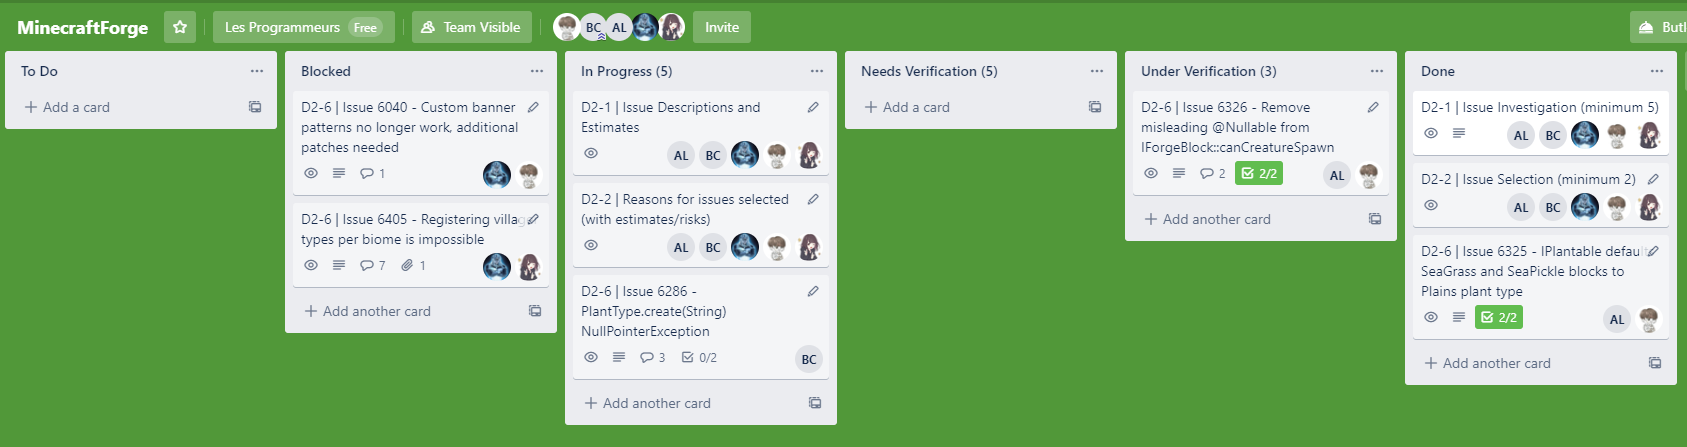 MinecraftForge
Les Programmeurs Free
Team Visible
BC
AL
Invite
To Do
Add a card
Blocked
D2-6 | Issue 6040 - Custom banner
patterns no longer work, additional
patches needed
1
D2-6 | Issue 6405 - Registering village
types per biome is impossible
7 1
Add another card
In Progress (5)
D2-1 | Issue Descriptions and
Estimates
AL BC
D2-2 | Reasons for issues selected
(with estimates/risks)
AL BC
D2-6 | Issue 6286 -
PlantType.create(String)
NullPointerException
3 0/2 BC
Add another card
Needs Verification (5)
Add a card
Under Verification (3)
D2-6 | Issue 6326 - Remove
misleading @Nullable from
IForgeBlock::canCreatureSpawn
2 2/2 AL
Add another card
Done
D2-1 | Issue Investigation (minimum 5)
AL BC
D2-2 | Issue Selection (minimum 2)
AL BC
D2-6 | Issue 6325 - IPlantable defaults
SeaGrass and SeaPickle blocks to
Plains plant type
2/2 AL
Add another card